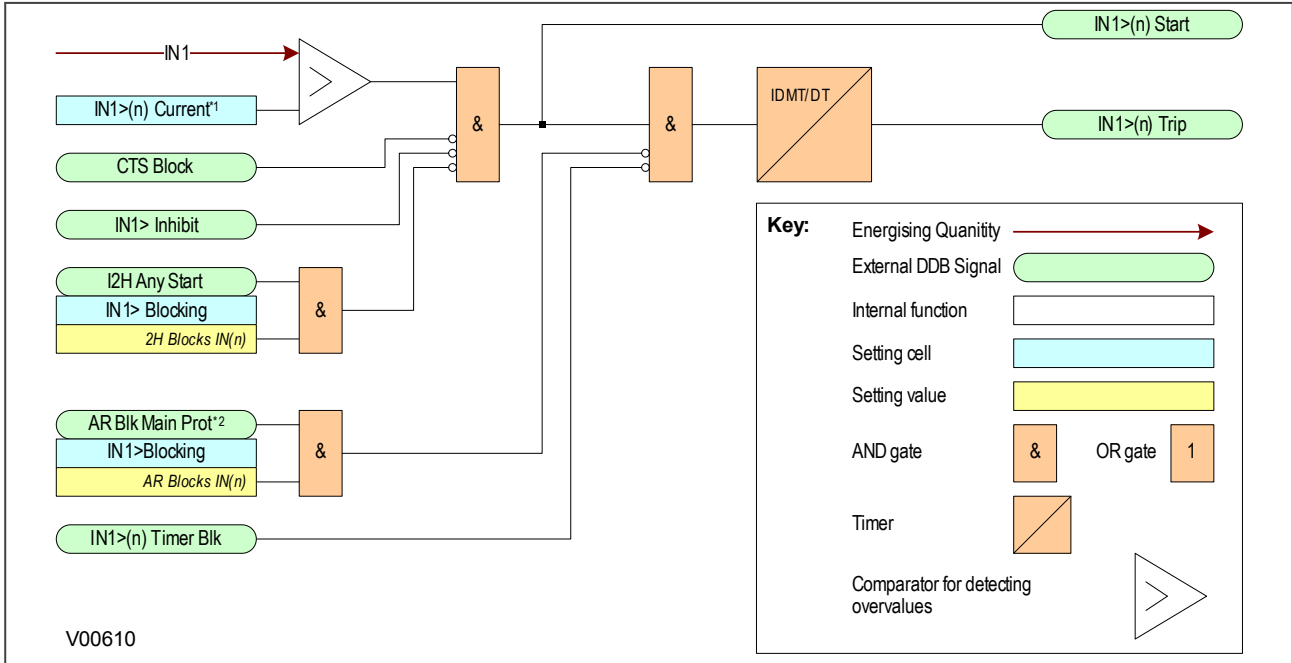 IN1>(n) Start
IN1
IDMT/DT
IN1>(n) Current*1
&
&
IN1>(n) Trip
CTS Block
IN1> Inhibit
I2H Any Start
IN1> Blocking
2H Blocks IN(n)
&
AR Blk Main Prot*2
IN1>Blocking
AR Blocks IN(n)
&
IN1>(n) Timer Blk
Key:
Energising Quanitity
External DDB Signal
Internal function
Setting cell
Setting value
AND gate & OR gate 1
Timer
Comparator for detecting
overvalues
V00610